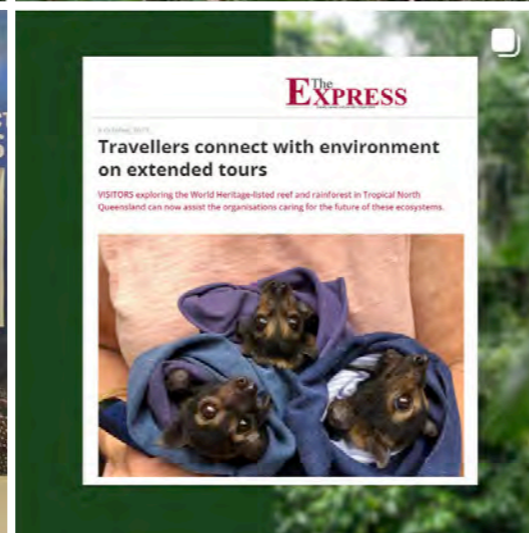 The
EXPRESS
Travellers connect with environment
on extended tours
VISITORS exploring the World Heritage-listed reef and rainforest in Tropical North
Queensland can now assist the organisations caring for the future of these ecosystems.